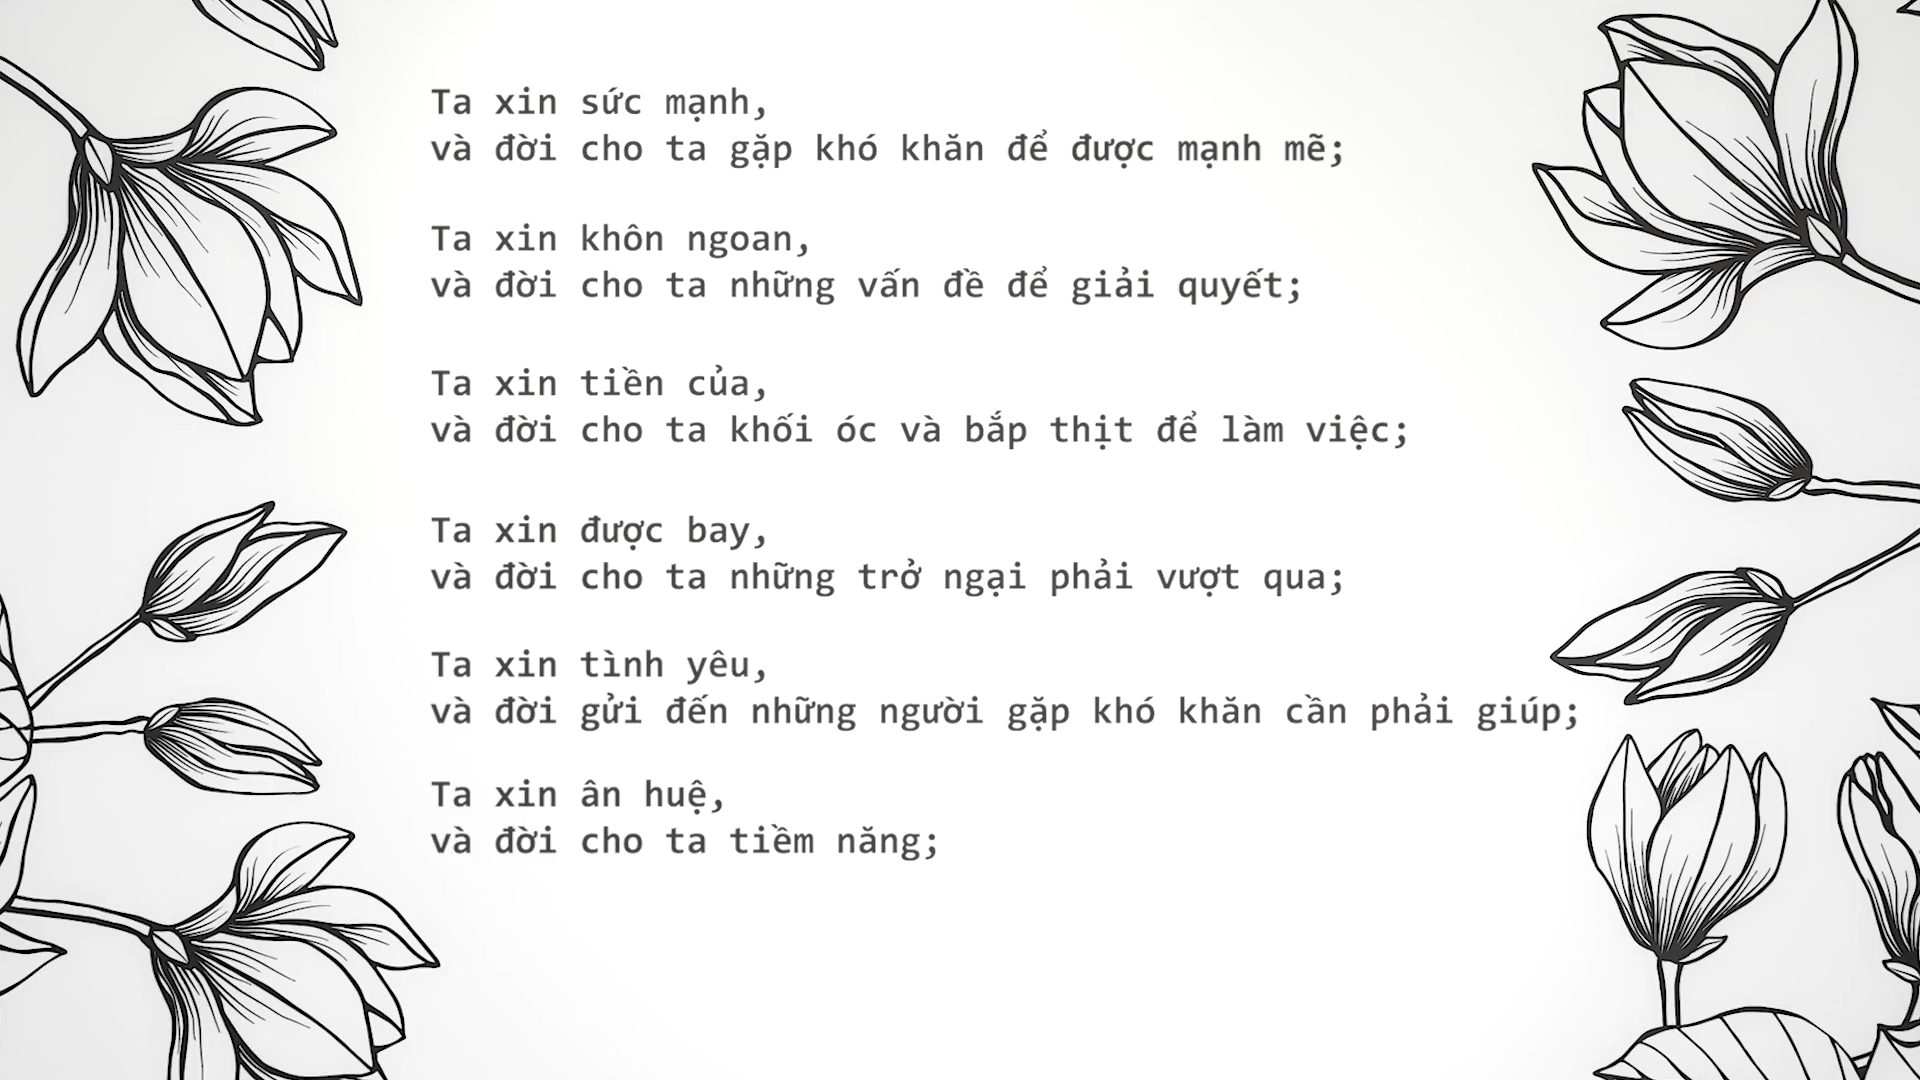 Ta xin sức mạnh,
và đời cho ta gặp khó khăn để được mạnh mẽ;
Ta xin khôn ngoan,
và đời cho ta những vấn đề để giải quyết;
Ta xin tiền của,
và đời cho ta khối óc và bắp thịt để làm việc;
Ta xin được bay,
và đời cho ta những trở ngại phải vượt qua;
Ta xin tình yêu,
và đời gửi đến những người gặp khó khăn cần phải giúp;
Ta xin ân huệ,
và đời cho ta tiềm năng;